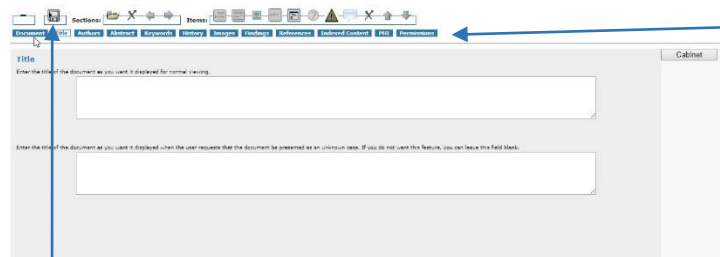 Sections: Items:
Document Title Authors Abstract Keywords History Images Findings References Indexed Content PHI Permissions
Title
Cabinet
Enter the title of the document as you want it displayed for normal viewing.
Enter the title of the document as you want it displayed when the user requests that the document be presented as an unknown case. If you do not want this feature, you can leave this field blank.